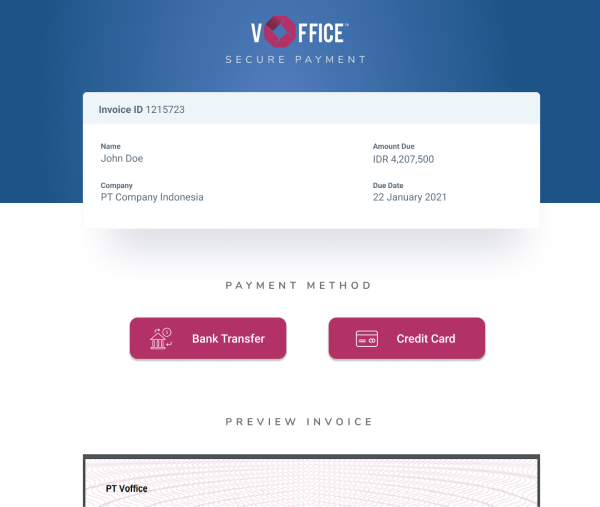 VOFFICE™
SECURE PAYMENT
Invoice ID 1215723
Name
John Doe
Amount Due
IDR 4,207,500
Company
PT Company Indonesia
Due Date
22 January 2021
PAYMENT METHOD
Bank Transfer
Credit Card
PREVIEW INVOICE
PT Voffice